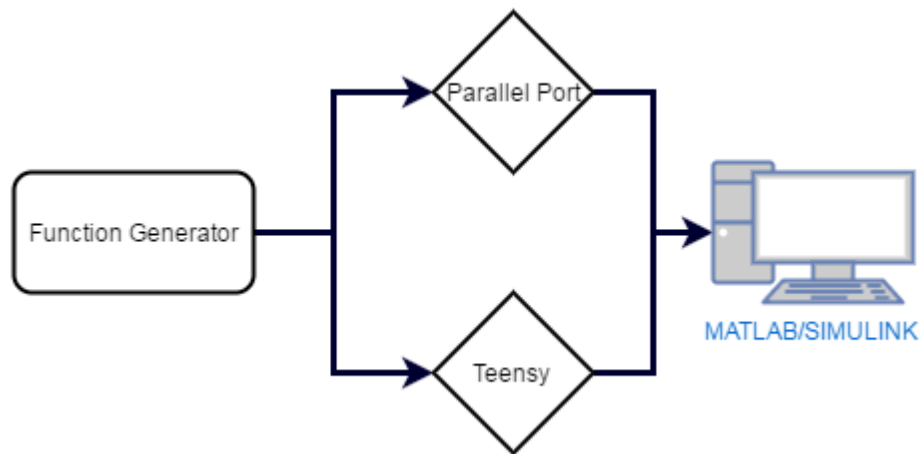 Parallel Port
Function Generator
MATLAB/SIMULINK
Teensy